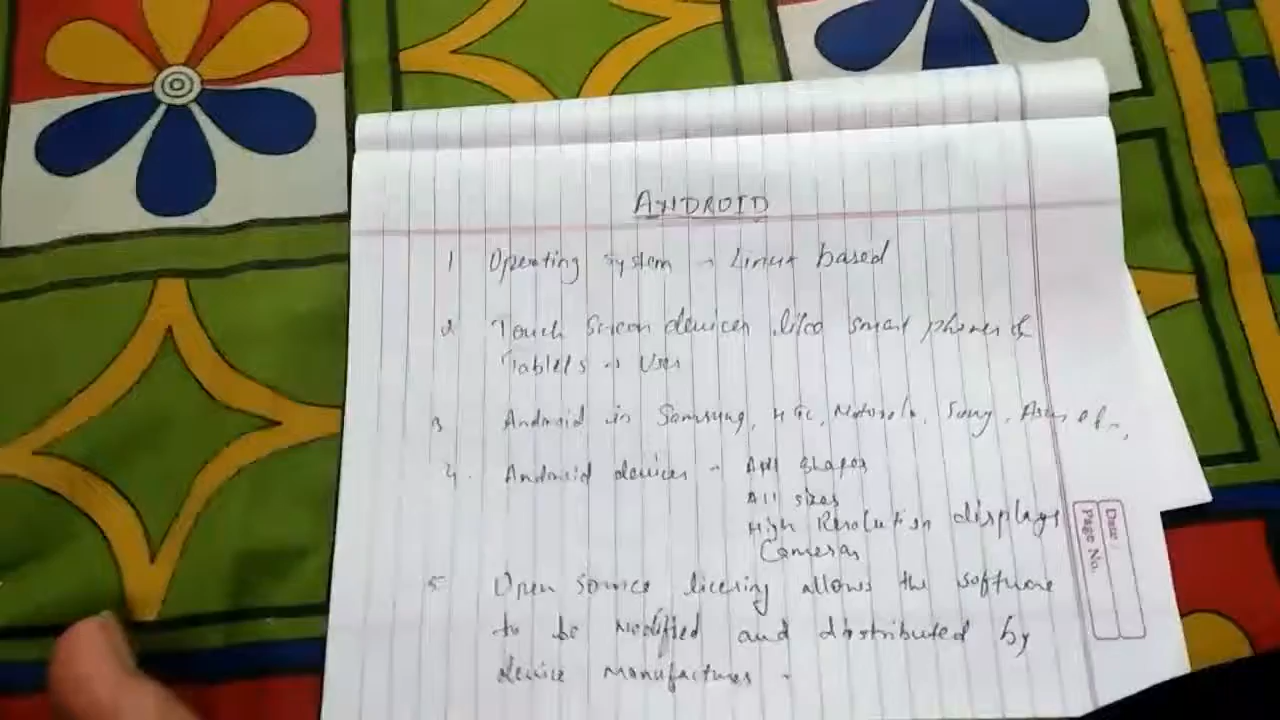 ANDROID
1 Operating system → Linux based
2 Touch Screen devices like smart phones &
Tablets → Uses
3 Android in Samsung, HTC, Motorola, Sony, Asus etc.,
4. Android devices - All shapes
All sizes
High Resolution displays
Cameras
5 Open source licensing allows the software
to be modified and distributed by
device manufactures.
Date :
Page No.